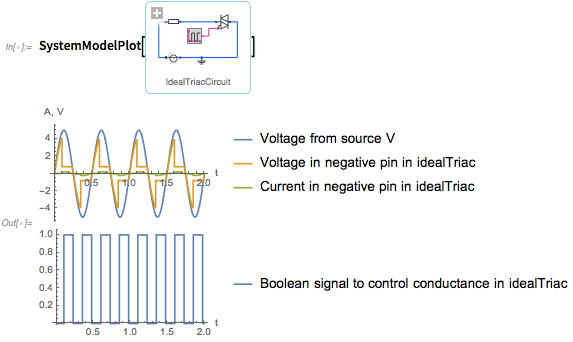 In[◦]:= SystemModelPlot[ ]
IdealTriacCircuit
A, V
4
2
0.5 1.0 1.5 2.0 t
−2
−4
Voltage from source V
Voltage in negative pin in idealTriac
Current in negative pin in idealTriac
Out[◦]=
1.0
0.8
0.6
0.4
0.2
0.5 1.0 1.5 2.0 t
Boolean signal to control conductance in idealTriac